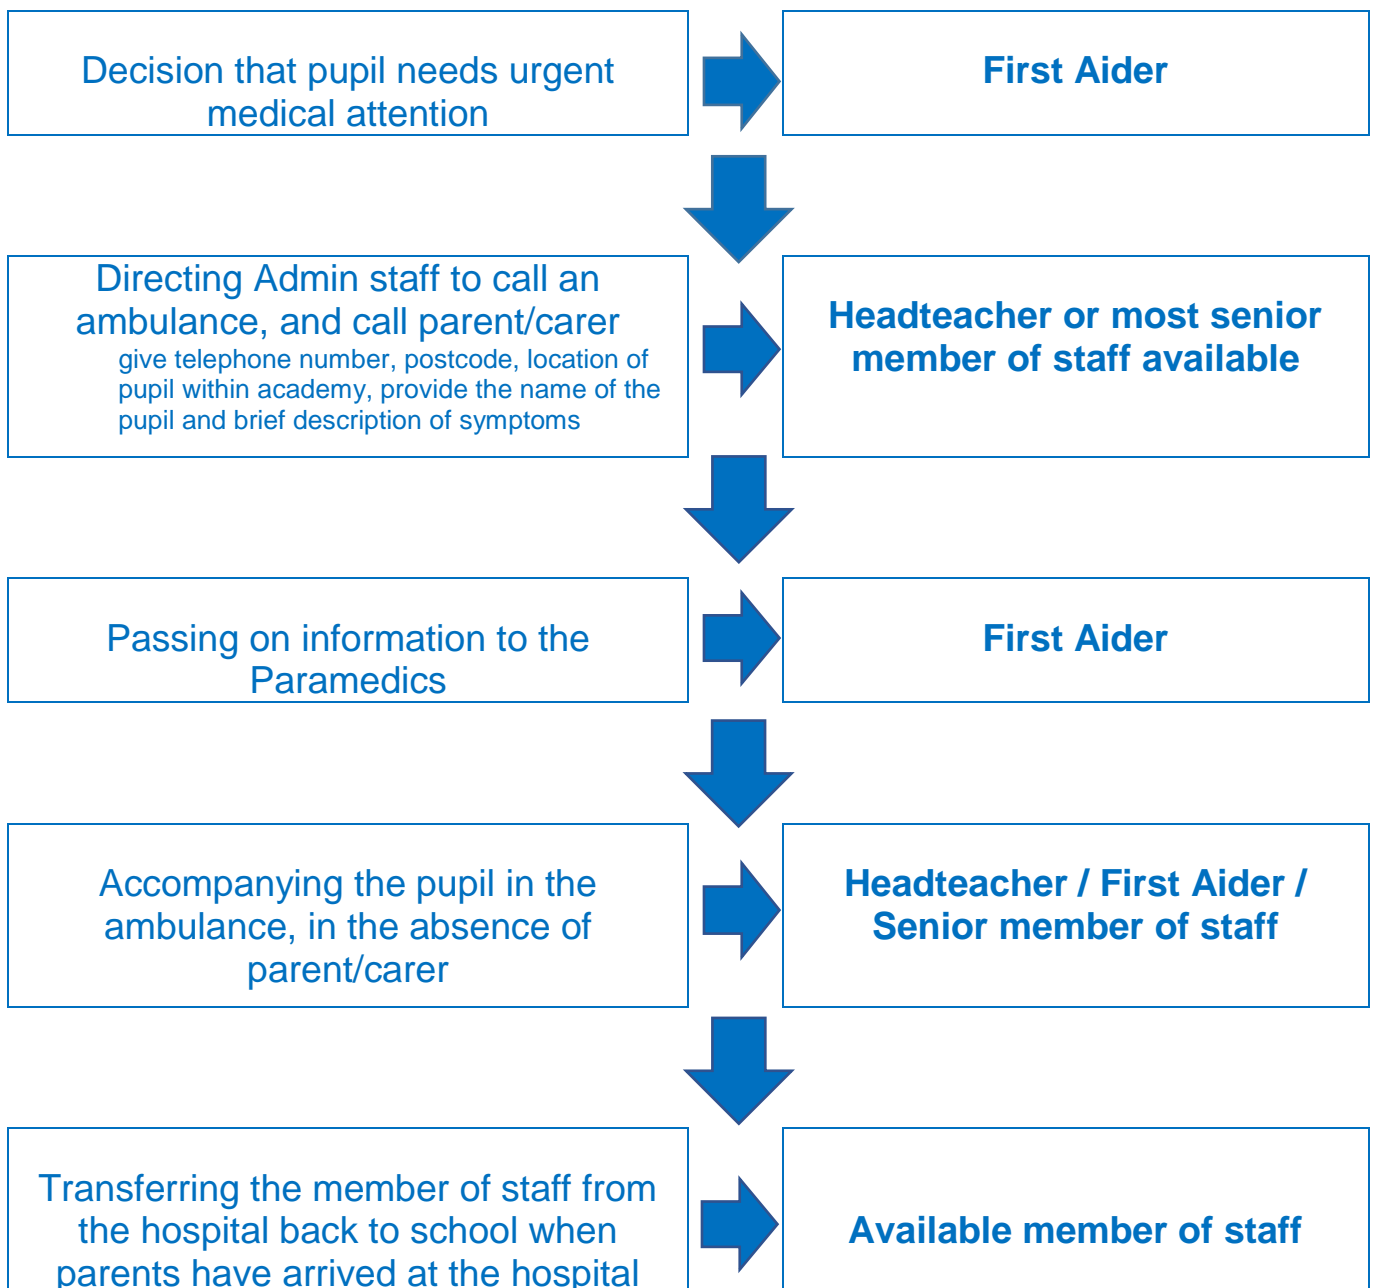 Decision that pupil needs urgent
medical attention
First Aider
Directing Admin staff to call an
ambulance, and call parent/carer
give telephone number, postcode, location of
pupil within academy, provide the name of the
pupil and brief description of symptoms
Headteacher or most senior
member of staff available
Passing on information to the
Paramedics
First Aider
Accompanying the pupil in the
ambulance, in the absence of
parent/carer
Headteacher / First Aider /
Senior member of staff
Transferring the member of staff from
the hospital back to school when
parents have arrived at the hospital
Available member of staff